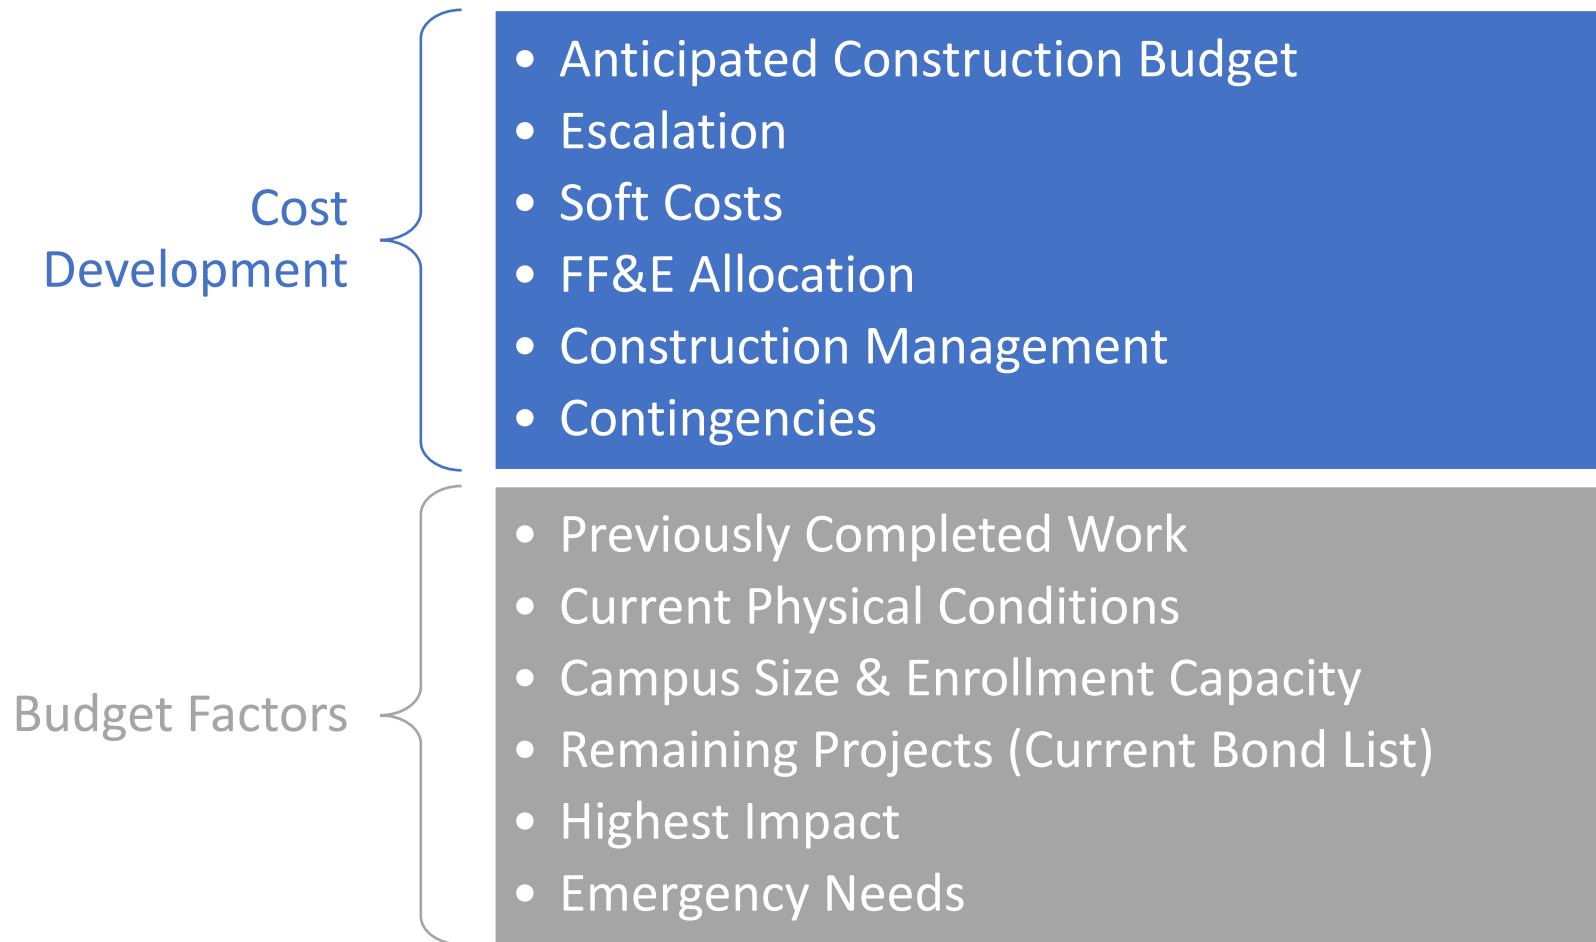 Cost
Development
• Anticipated Construction Budget
• Escalation
• Soft Costs
• FF&E Allocation
• Construction Management
• Contingencies
Budget Factors
• Previously Completed Work
• Current Physical Conditions
• Campus Size & Enrollment Capacity
• Remaining Projects (Current Bond List)
• Highest Impact
• Emergency Needs